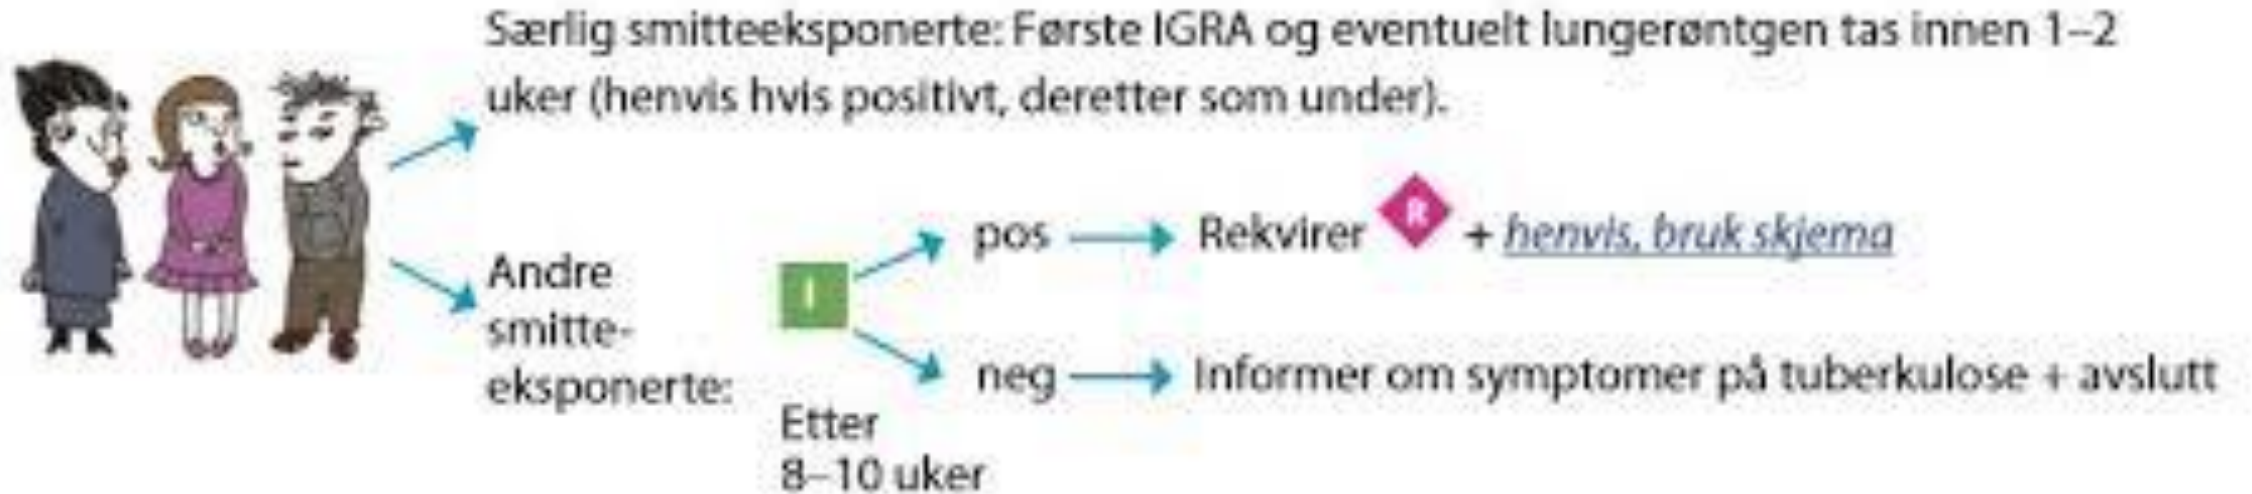 Særlig smitteeksponerte: Første IGRA og eventuelt lungerøntgen tas innen 1–2
uker (henvis hvis positivt, deretter som under).
Andre
smitte-
eksponerte:
I
Etter
8–10 uker
pos
Rekvirer R + henvis, bruk skjema
neg
Informer om symptomer på tuberkulose + avslutt